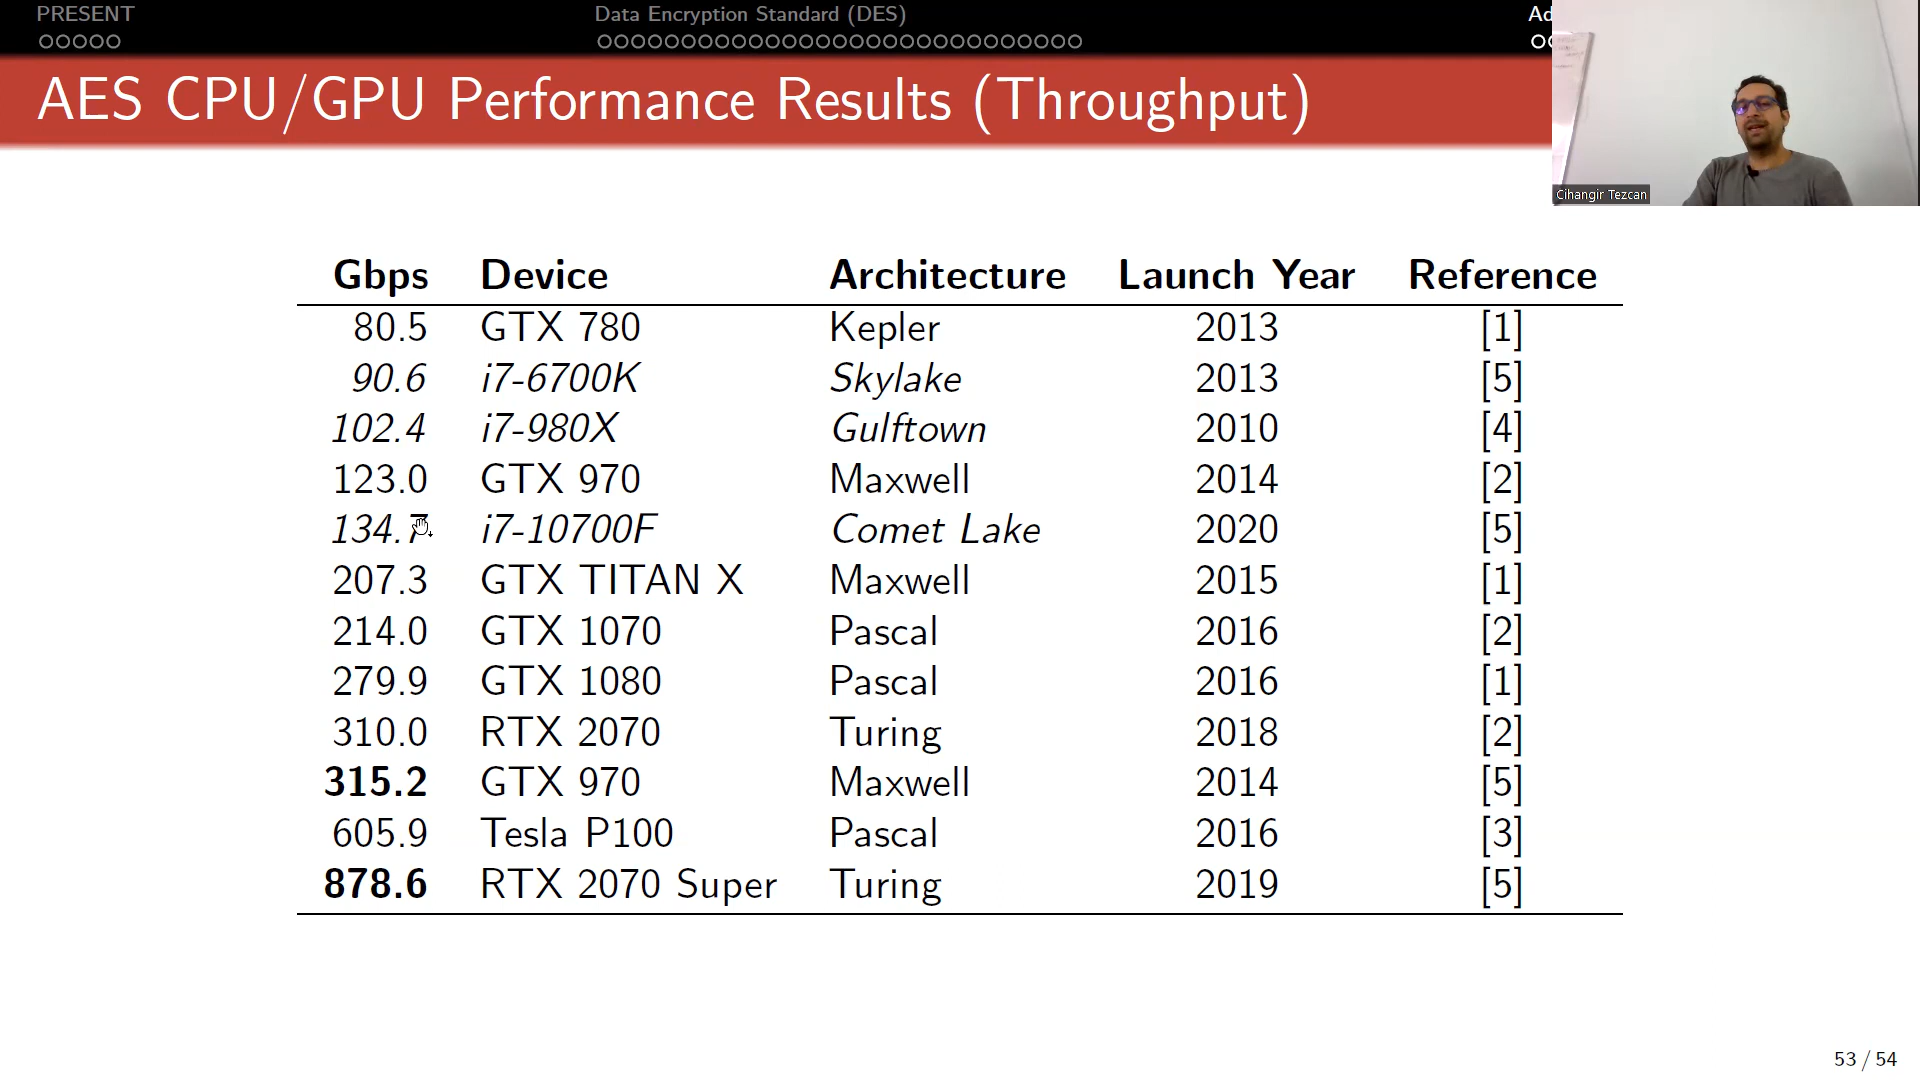 PRESENT Data Encryption Standard (DES) Ad
AES CPU/GPU Performance Results (Throughput)
Cihangir Tezcan
Gbps Device Architecture Launch Year Reference
80.5 GTX 780 Kepler 2013 [1]
90.6 i7-6700K Skylake 2013 [5]
102.4 i7-980X Gulftown 2010 [4]
123.0 GTX 970 Maxwell 2014 [2]
134.7 i7-10700F Comet Lake 2020 [5]
207.3 GTX TITAN X Maxwell 2015 [1]
214.0 GTX 1070 Pascal 2016 [2]
279.9 GTX 1080 Pascal 2016 [1]
310.0 RTX 2070 Turing 2018 [2]
315.2 GTX 970 Maxwell 2014 [5]
605.9 Tesla P100 Pascal 2016 [3]
878.6 RTX 2070 Super Turing 2019 [5]
53 / 54